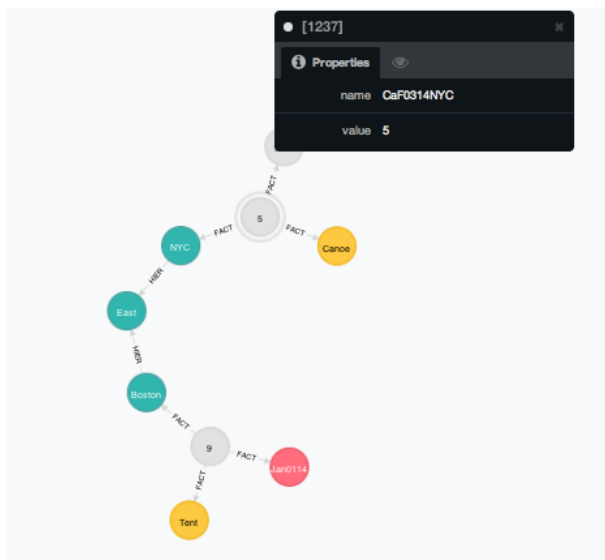 [1237]
Properties
name CaF0314NYC
value 5
FACT
5
FACT
FACT
NYC
Canoe
HIER
East
HIER
Boston
FACT
9
FACT
Jan0114
FACT
Tent